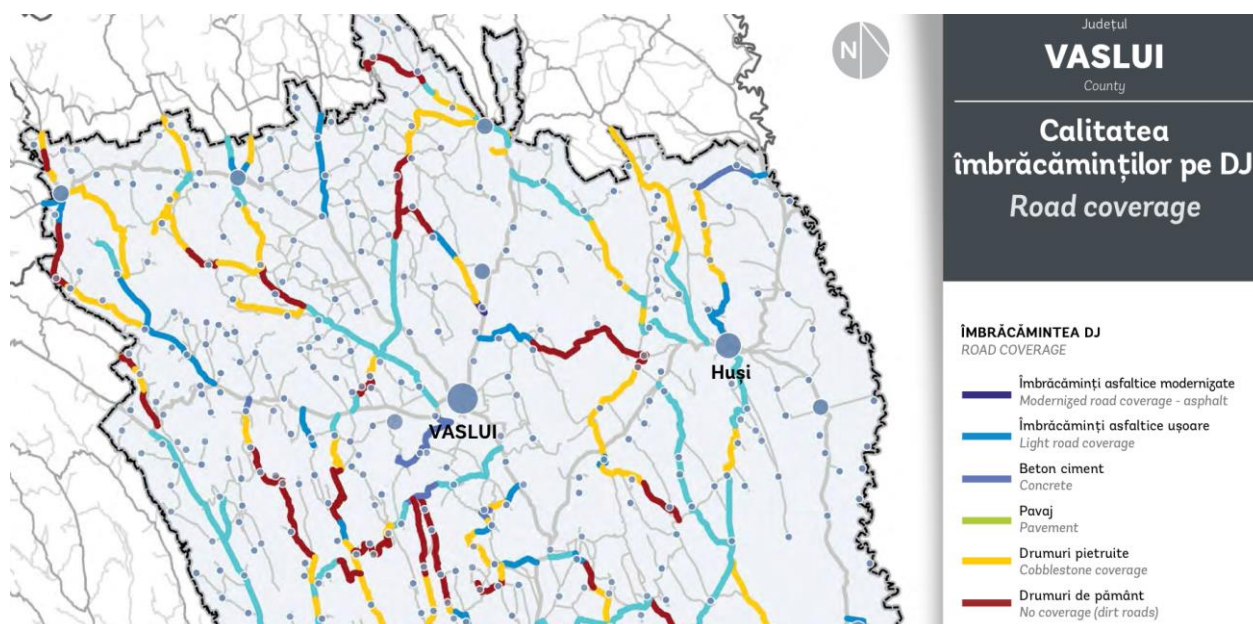 N
Județul
VASLUI
County
Calitatea
îmbrăcăminților pe DJ
Road coverage
ÎMBRĂCĂMINTEA DJ
ROAD COVERAGE
Îmbrăcăminți asfaltice modernizate
Modernized road coverage - asphalt
Îmbrăcăminți asfaltice ușoare
Light road coverage
Beton ciment
Concrete
Pavaj
Pavement
Drumuri pietruite
Cobblestone coverage
Drumuri de pământ
No coverage (dirt roads)
Huși
VASLUI